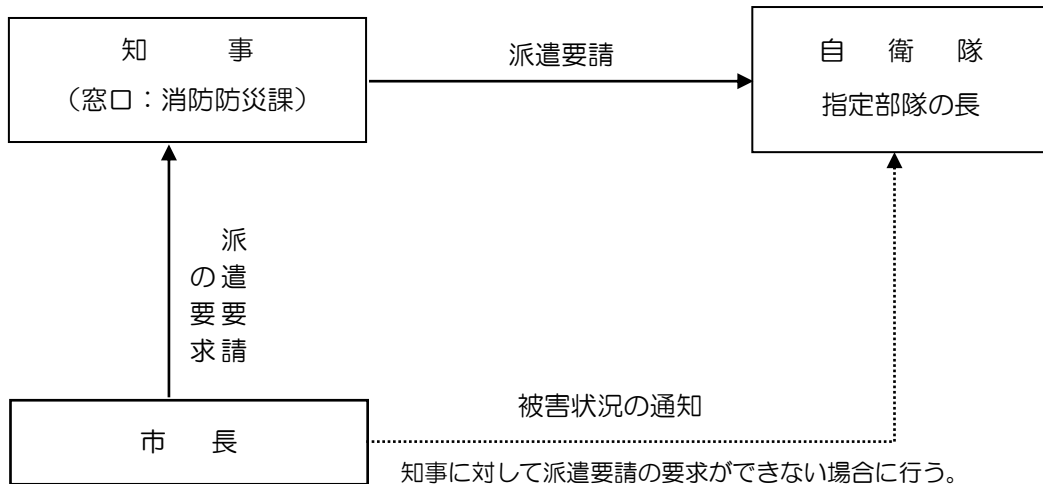 知　事
（窓口：消防防災課）
派遣要請
自　衛　隊
指定部隊の長
派遣要請
の要求
市　長
被害状況の通知
知事に対して派遣要請の要求ができない場合に行う。